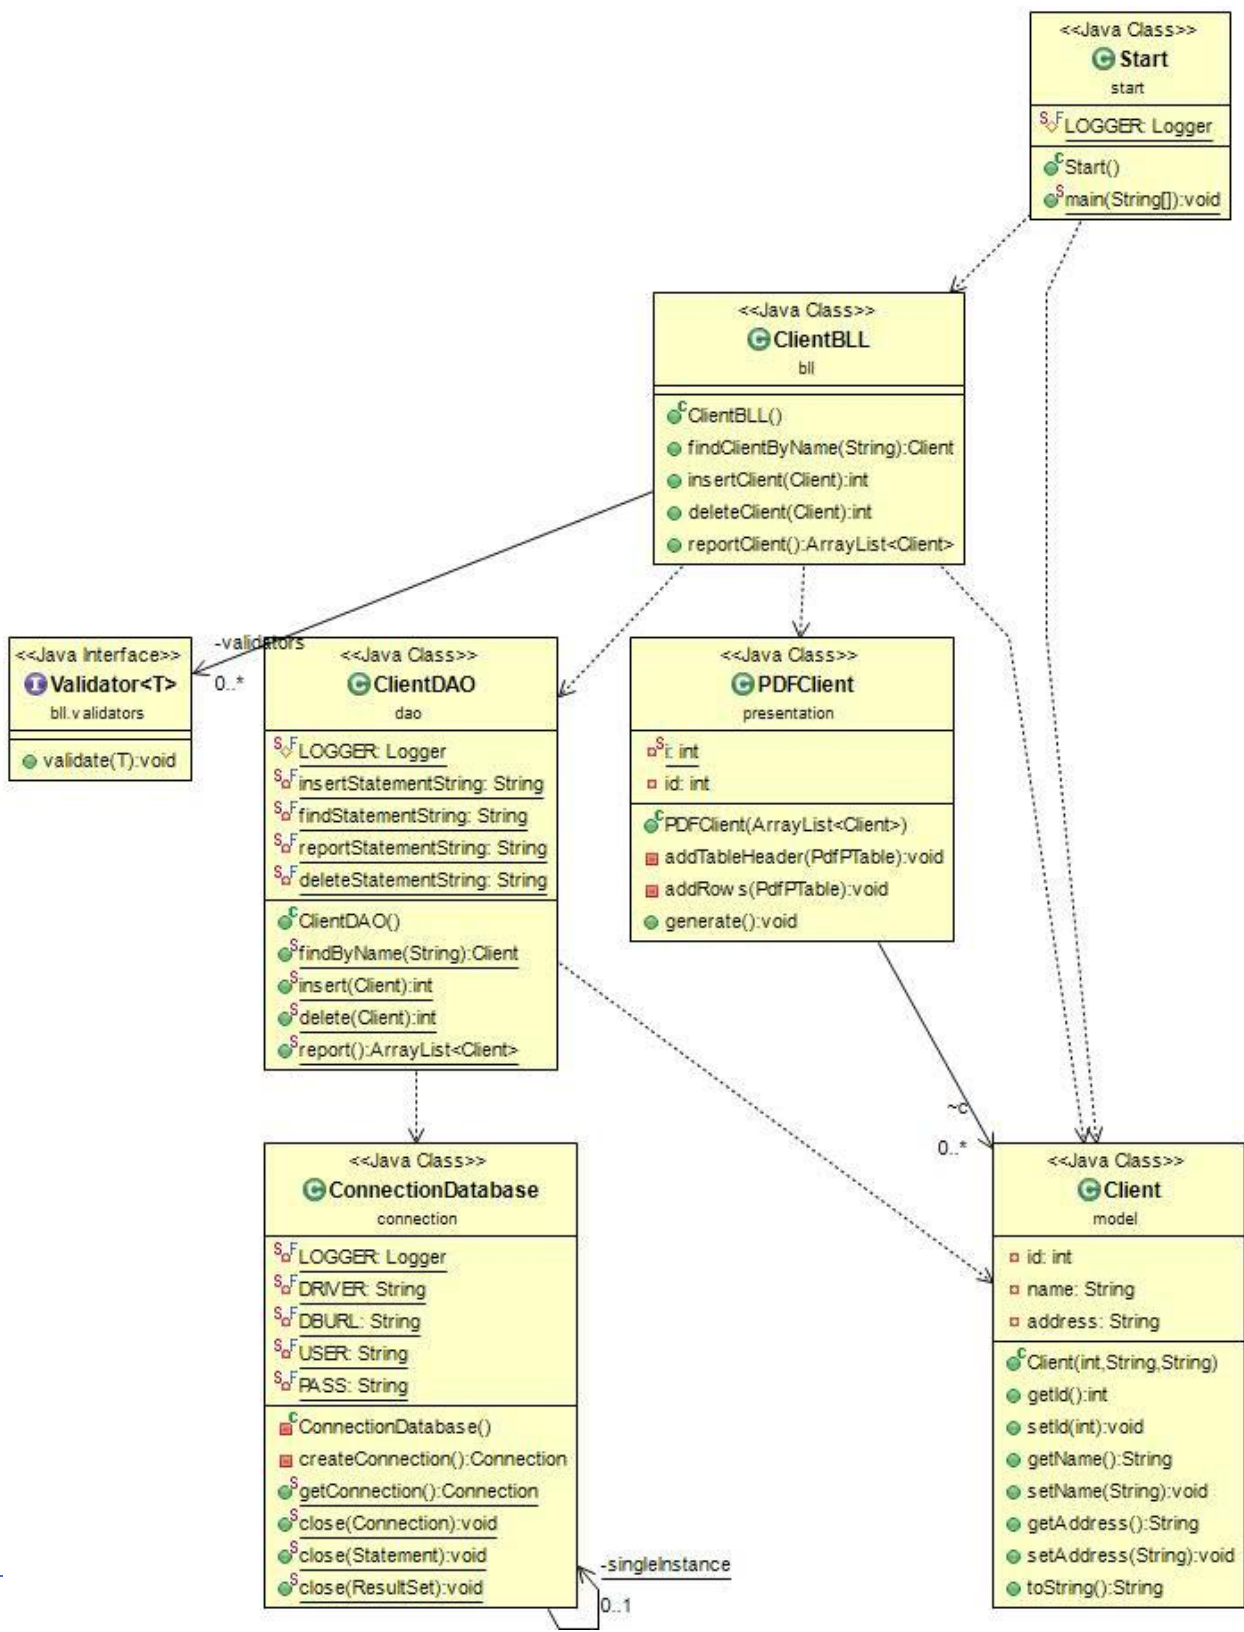 <<Java Class>>
Start
start
LOGGER: Logger
Start()
main(String[]):void
<<Java Class>>
ClientBLL
bll
ClientBLL()
findClientByName(String):Client
insertClient(Client):int
deleteClient(Client):int
reportClient():ArrayList<Client>
-validators
0..*
<<Java Interface>>
Validator<T>
bll.validators
validate(T):void
<<Java Class>>
ClientDAO
dao
LOGGER: Logger
insertStatementString: String
findStatementString: String
reportStatementString: String
deleteStatementString: String
ClientDAO()
findByName(String):Client
insert(Client):int
delete(Client):int
report():ArrayList<Client>
<<Java Class>>
PDFClient
presentation
i: int
id: int
PDFClient(ArrayList<Client>)
addTableHeader(PdfPTable):void
addRows(PdfPTable):void
generate():void
~c
0..*
<<Java Class>>
ConnectionDatabase
connection
LOGGER: Logger
DRIVER: String
DBURL: String
USER: String
PASS: String
ConnectionDatabase()
createConnection():Connection
getConnection():Connection
close(Connection):void
close(Statement):void
close(ResultSet):void
-singleInstance
0..1
<<Java Class>>
Client
model
id: int
name: String
address: String
Client(int,String,String)
getId():int
setId(int):void
getName():String
setName(String):void
getAddress():String
setAddress(String):void
toString():String